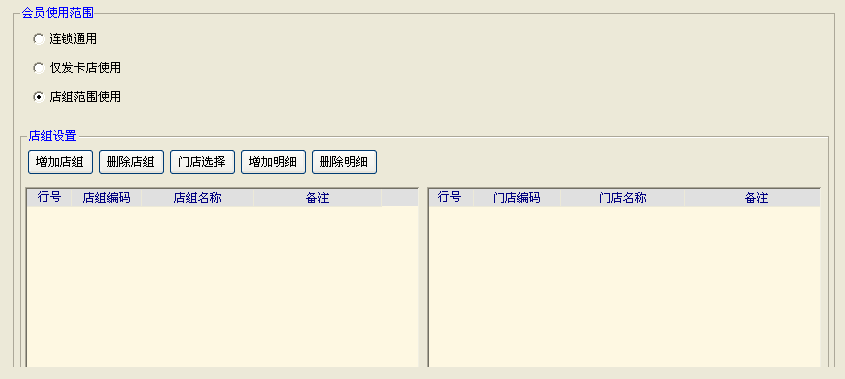 会员使用范围
连锁通用
仅发卡店使用
店组范围使用
店组设置
增加店组 删除店组 门店选择 增加明细 删除明细
行号 店组编码 店组名称 备注 行号 门店编码 门店名称 备注